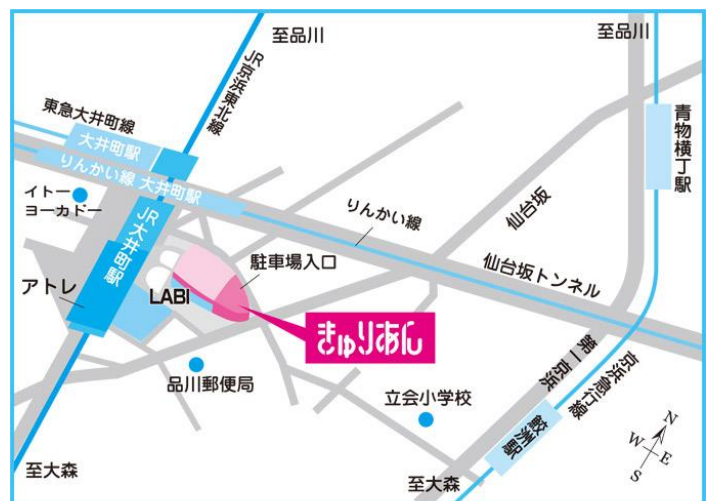 至品川
至品川
JR京浜東北線
東急大井町線
大井町駅
りんかい線 大井町駅
青物横丁駅
イトー
ヨーカドー
JR大井町駅
りんかい線
仙台坂
駐車場入口
仙台坂トンネル
アトレ
LABI
きゅりあん
品川郵便局
第一京浜
京浜急行線
立会小学校
鮫洲駅
至大森
至大森
N
W
E
S